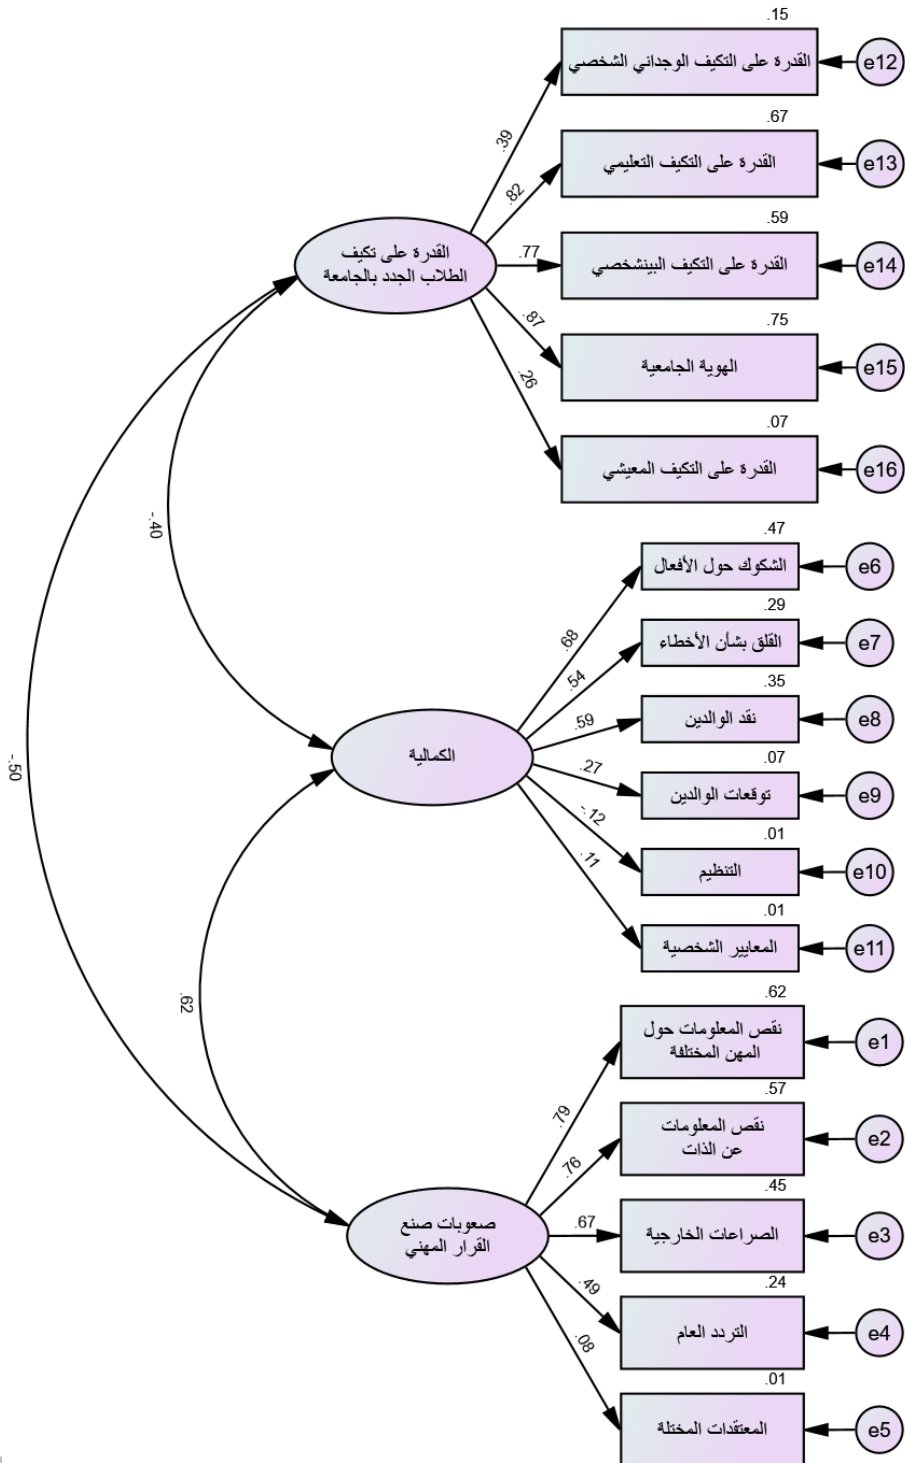 .15
القدرة على التكيف الوجداني الشخصي
e12
.39
.67
القدرة على التكيف التعليمي
e13
.82
.59
القدرة على التكيف البينشخصي
e14
.77
القدرة على تكيف
الطلاب الجدد بالجامعة
.75
الهوية الجامعية
e15
.87
.07
القدرة على التكيف المعيشي
e16
.26
-.40
.47
الشكوك حول الأفعال
e6
.68
.29
القلق بشأن الأخطاء
e7
.54
.35
نقد الوالدين
e8
.59
الكمالية
.07
توقعات الوالدين
e9
.27
-.50
.01
التنظيم
e10
-.12
.01
المعايير الشخصية
e11
.11
.62
.62
نقص المعلومات حول
المهن المختلفة
e1
.79
.57
نقص المعلومات
عن الذات
e2
.76
.45
الصراعات الخارجية
e3
.67
صعوبات صنع
القرار المهني
.24
التردد العام
e4
.49
.01
المعتقدات المختلة
e5
.08